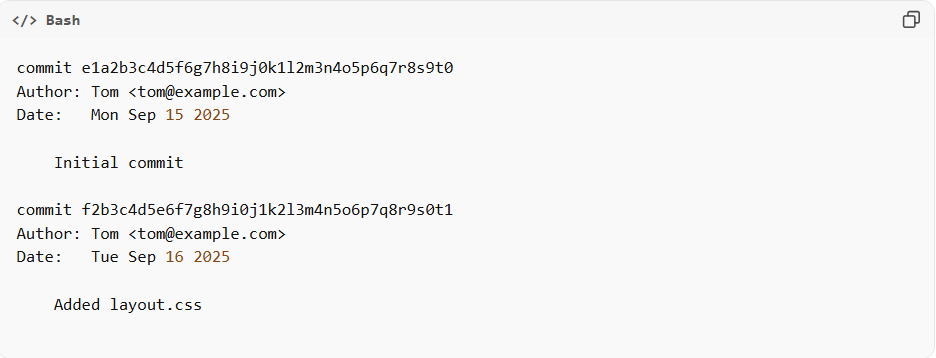 </> Bash
commit e1a2b3c4d5f6g7h8i9j0k1l2m3n4o5p6q7r8s9t0
Author: Tom <tom@example.com>
Date:   Mon Sep 15 2025
Initial commit
commit f2b3c4d5e6f7g8h9i0j1k2l3m4n5o6p7q8r9s0t1
Author: Tom <tom@example.com>
Date:   Tue Sep 16 2025
Added layout.css